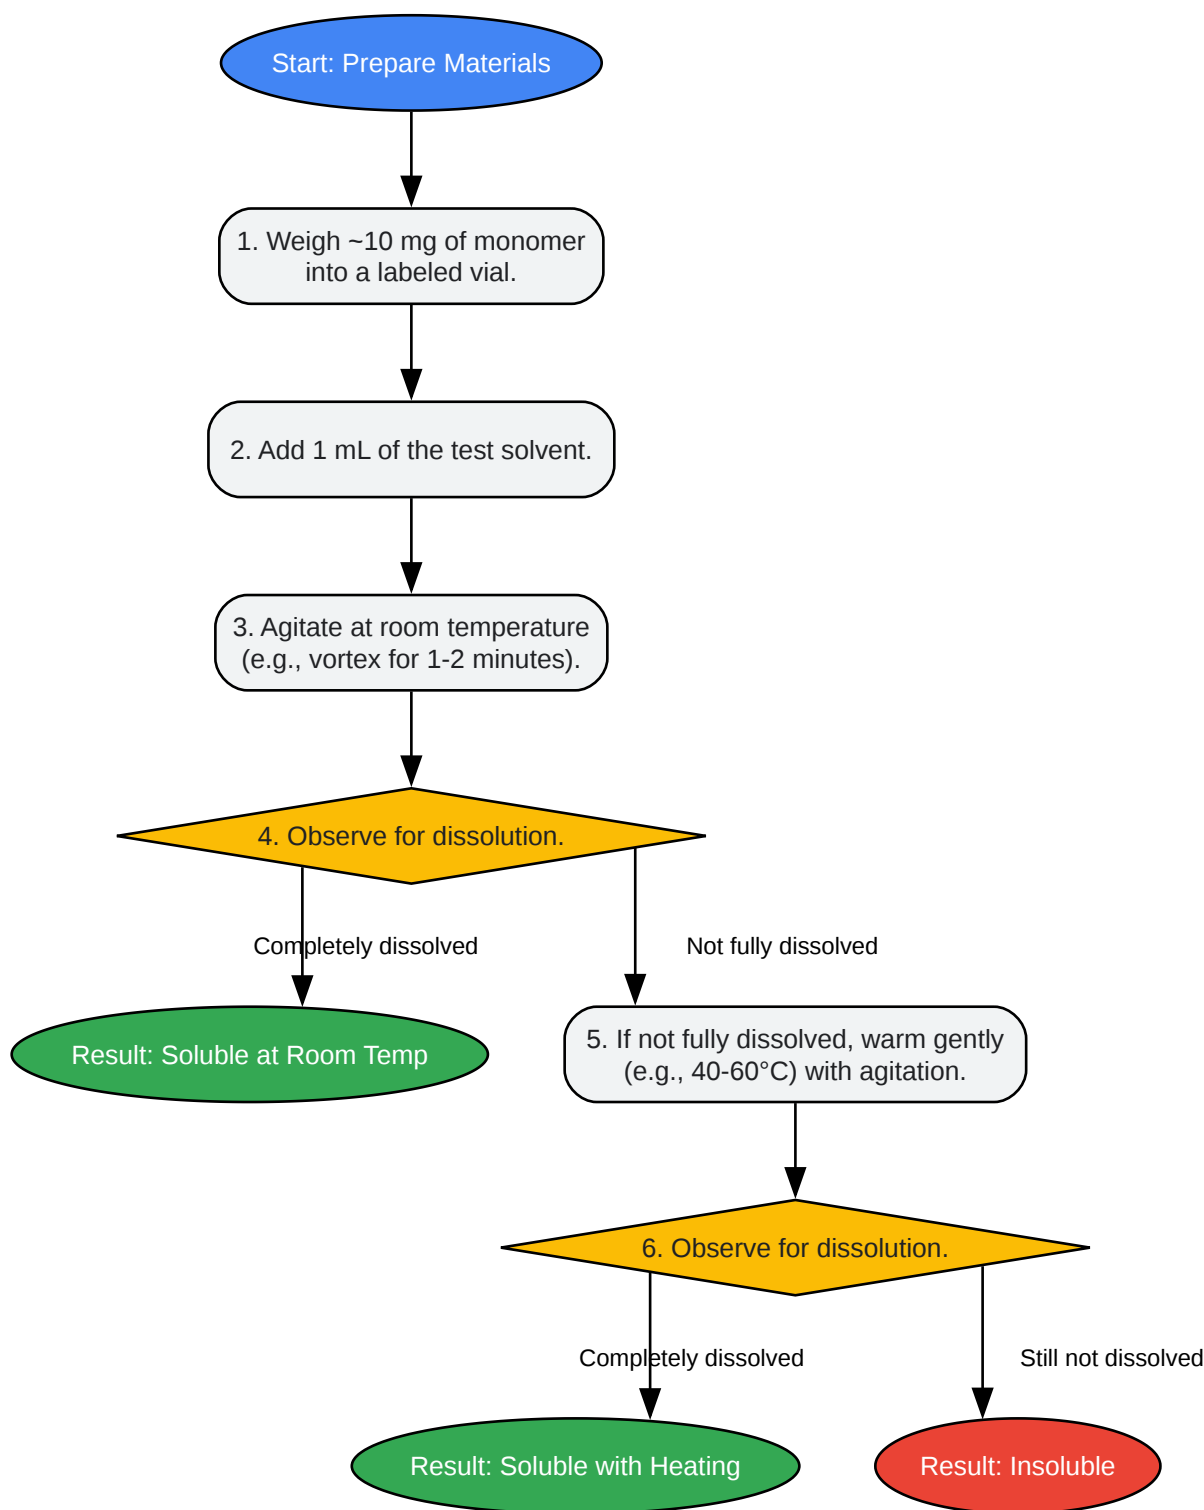 Start: Prepare Materials
1. Weigh ~10 mg of monomer
into a labeled vial.
2. Add 1 mL of the test solvent.
3. Agitate at room temperature
(e.g., vortex for 1-2 minutes).
4. Observe for dissolution.
Completely dissolved
Not fully dissolved
Result: Soluble at Room Temp
5. If not fully dissolved, warm gently
(e.g., 40-60°C) with agitation.
6. Observe for dissolution.
Completely dissolved
Still not dissolved
Result: Soluble with Heating
Result: Insoluble